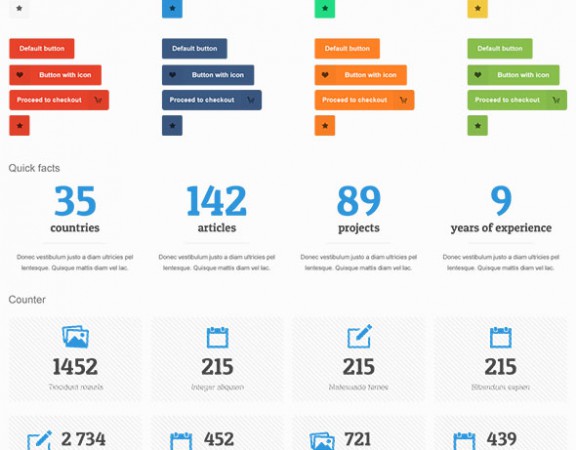 Default button Default button Default button Default button
Button with icon Button with icon Button with icon Button with icon
Proceed to checkout Proceed to checkout Proceed to checkout Proceed to checkout
Quick facts
35 142 89 9
countries articles projects years of experience
Donec vestibulum justo a diam ultricies pel Donec vestibulum justo a diam ultricies pel Donec vestibulum justo a diam ultricies pel Donec vestibulum justo a diam ultricies pel
lentesque. Quisque mattis diam vel lac. lentesque. Quisque mattis diam vel lac. lentesque. Quisque mattis diam vel lac. lentesque. Quisque mattis diam vel lac.
Counter
1452 215 215 215
Tincidunt mauris Integer aliquam Malesuada fames Bibendum sapien
2 734 452 721 439